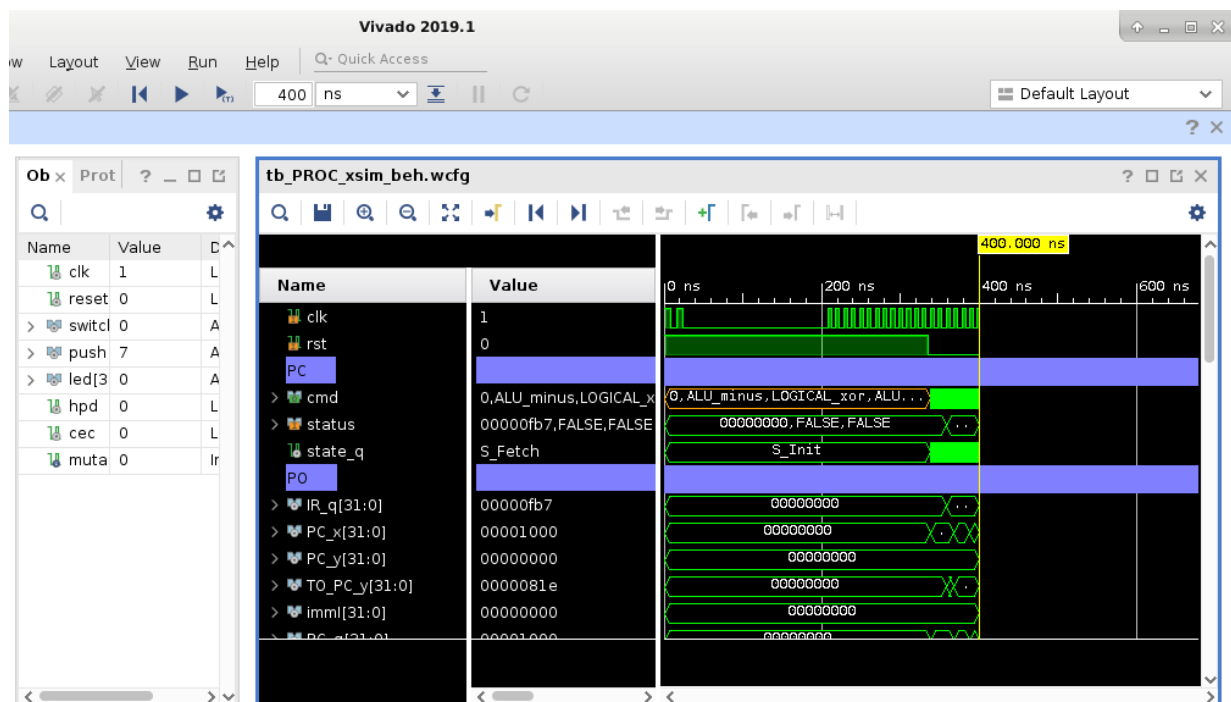 Vivado 2019.1
ow Layout View Run Help Quick Access
400 ns Default Layout
? ×
Ob Prot ?
tb_PROC_xsim_beh.wcfg ?
400.000 ns
Name Value D
Name Value 0 ns 200 ns 400 ns 600 ns
clk 1
reset 0
switcl 0
push 7
led[3 0
hpd 0
cec 0
muta 0 Ir
clk 1
rst 0
PC
cmd 0,ALU_minus,LOGICAL_x 0,ALU_minus,LOGICAL_xor,ALU...
status 00000fb7,FALSE,FALSE 00000000,FALSE,FALSE ..
state_q S_Fetch S_Init
PO
IR_q[31:0] 00000fb7 00000000 ..
PC_x[31:0] 00001000 00000000 .
PC_y[31:0] 00000000 00000000
TO_PC_y[31:0] 0000081e 00000000 .
immI[31:0] 00000000 00000000